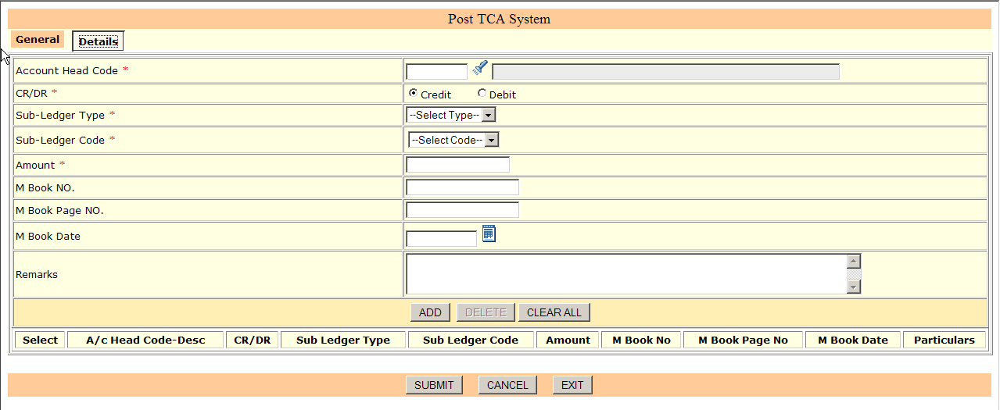 Post TCA System
General Details
Account Head Code *
CR/DR * Credit Debit
Sub-Ledger Type * --Select Type--
Sub-Ledger Code * --Select Code--
Amount *
M Book NO.
M Book Page NO.
M Book Date
Remarks
ADD DELETE CLEAR ALL
Select A/c Head Code-Desc CR/DR Sub Ledger Type Sub Ledger Code Amount M Book No M Book Page No M Book Date Particulars
SUBMIT CANCEL EXIT